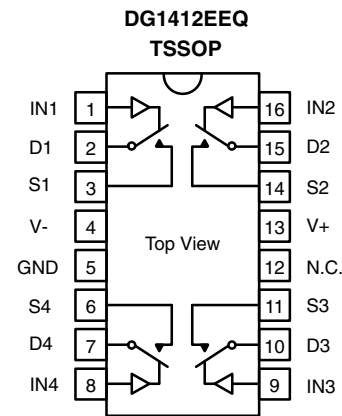 DG1412EEQ
TSSOP
IN1 1 16 IN2
D1 2 15 D2
S1 3 14 S2
V- 4 13 V+
Top View
GND 5 12 N.C.
S4 6 11 S3
D4 7 10 D3
IN4 8 9 IN3